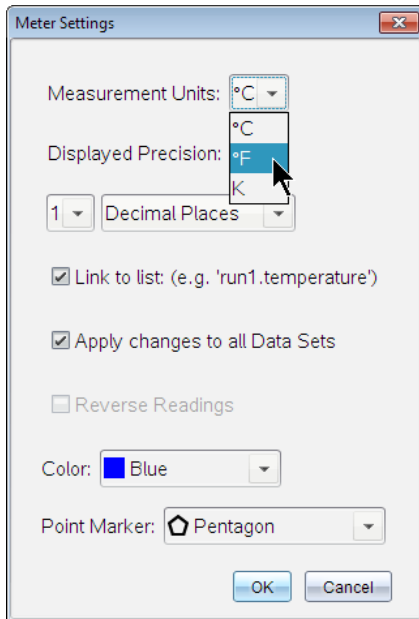 Meter Settings
Measurement Units: °C
°C
Displayed Precision:
°F
K
1 Decimal Places
Link to list: (e.g. 'run1.temperature')
Apply changes to all Data Sets
Reverse Readings
Color: Blue
Point Marker: Pentagon
OK Cancel